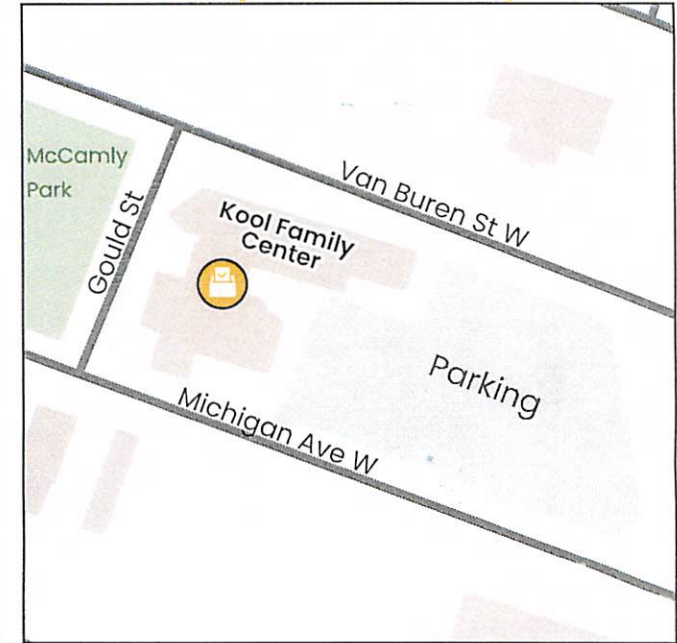 McCamly
Park
Gould St
Kool Family
Center
Van Buren St W
Parking
Michigan Ave W